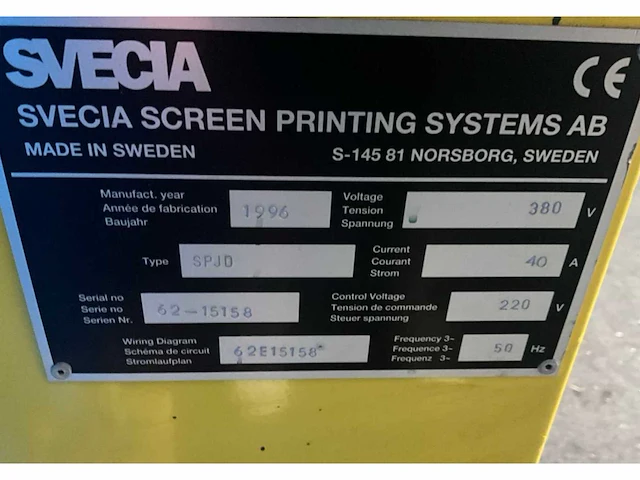 SVECIA
CE
SVECIA SCREEN PRINTING SYSTEMS AB
MADE IN SWEDEN
S-145 81 NORSBORG, SWEDEN
Manufact. year
Année de fabrication
Baujahr
1996
Voltage
Tension
Spannung
380 V
Type SPJD
Current
Courant
Strom
40 A
Serial no
Serie no
Serien Nr.
62-15158
Control Voltage
Tension de commande
Steuer spannung
220 V
Wiring Diagram
Schéma de circuit
Stromlaufplan
62E15158
Frequency 3~
Frequence 3~
Frequenz 3~
50 Hz